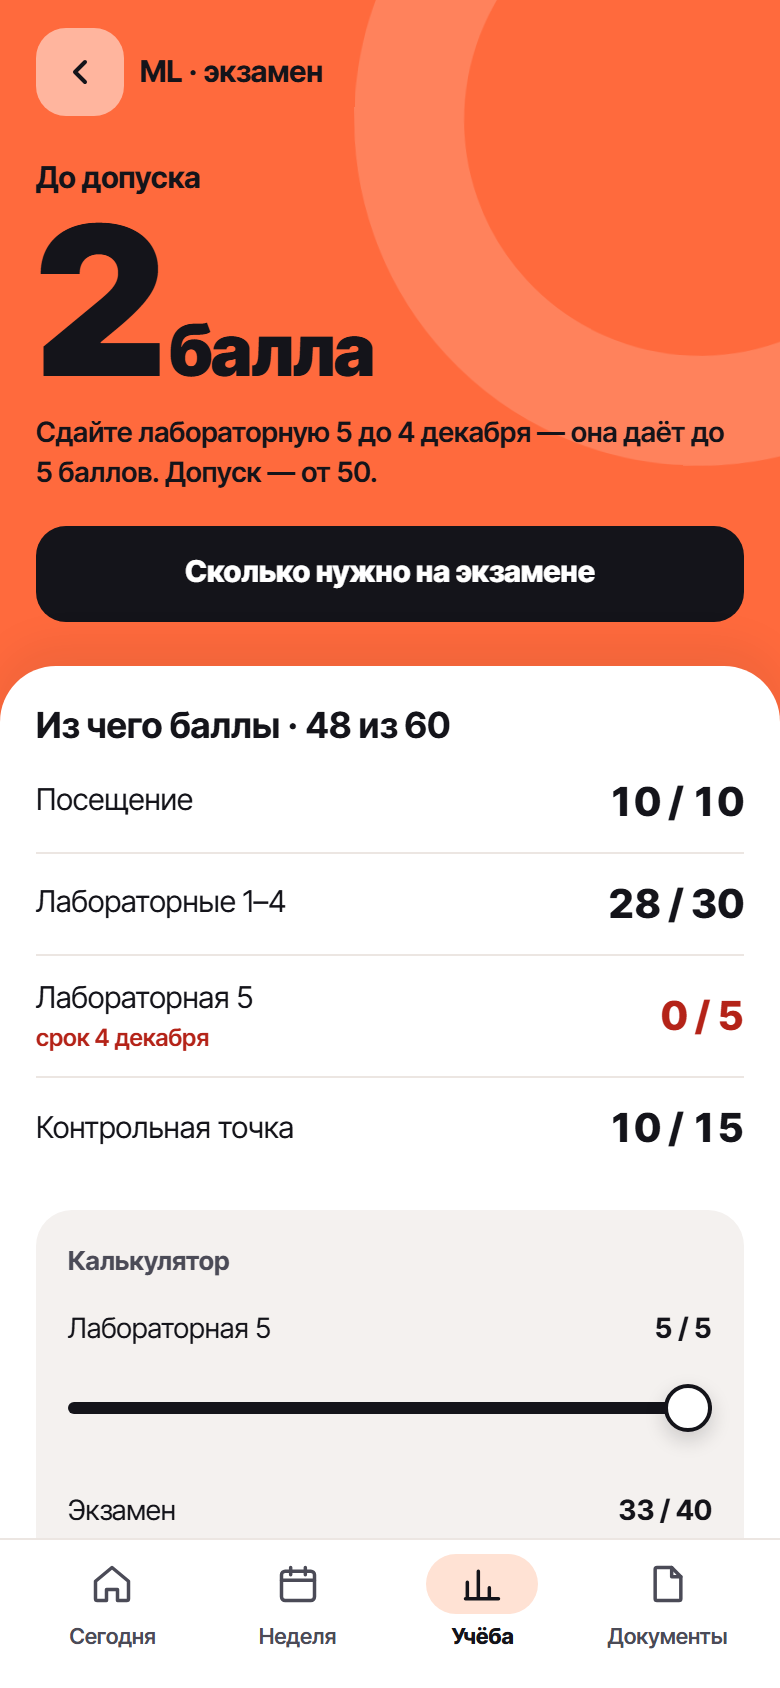 ML · экзамен
До допуска
2 балла
Сдайте лабораторную 5 до 4 декабря — она даёт до
5 баллов. Допуск — от 50.
Сколько нужно на экзамене
Из чего баллы · 48 из 60
Посещение 10 / 10
Лабораторные 1–4 28 / 30
Лабораторная 5 0 / 5
срок 4 декабря
Контрольная точка 10 / 15
Калькулятор
Лабораторная 5 5 / 5
Экзамен 33 / 40
Сегодня Неделя Учёба Документы